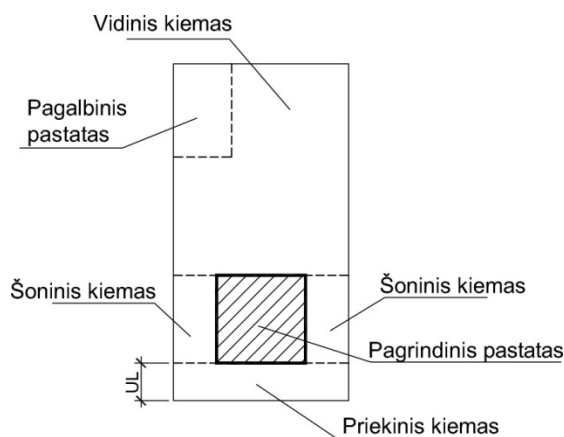 Vidinis kiemas
Pagalbinis
pastatas
Šoninis kiemas
Šoninis kiemas
Pagrindinis pastatas
UL
Priekinis kiemas